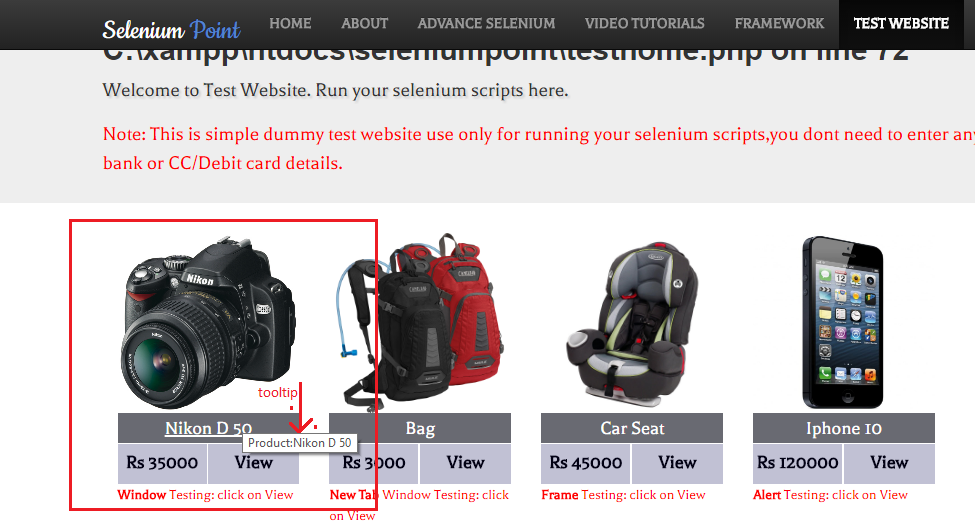 Selenium Point HOME ABOUT ADVANCE SELENIUM VIDEO TUTORIALS FRAMEWORK TEST WEBSITE
C:\xampp\htdocs\seleniumpoint\testhome.php on line 72
Welcome to Test Website. Run your selenium scripts here.
Note: This is simple dummy test website use only for running your selenium scripts,you dont need to enter any
bank or CC/Debit card details.
Nikon
tooltip
Nikon D 50 Bag Car Seat Iphone 10
Product:Nikon D 50
Rs 35000 View Rs 3000 View Rs 45000 View Rs 120000 View
Window Testing: click on View New Tab Window Testing: click Frame Testing: click on View Alert Testing: click on View
on View